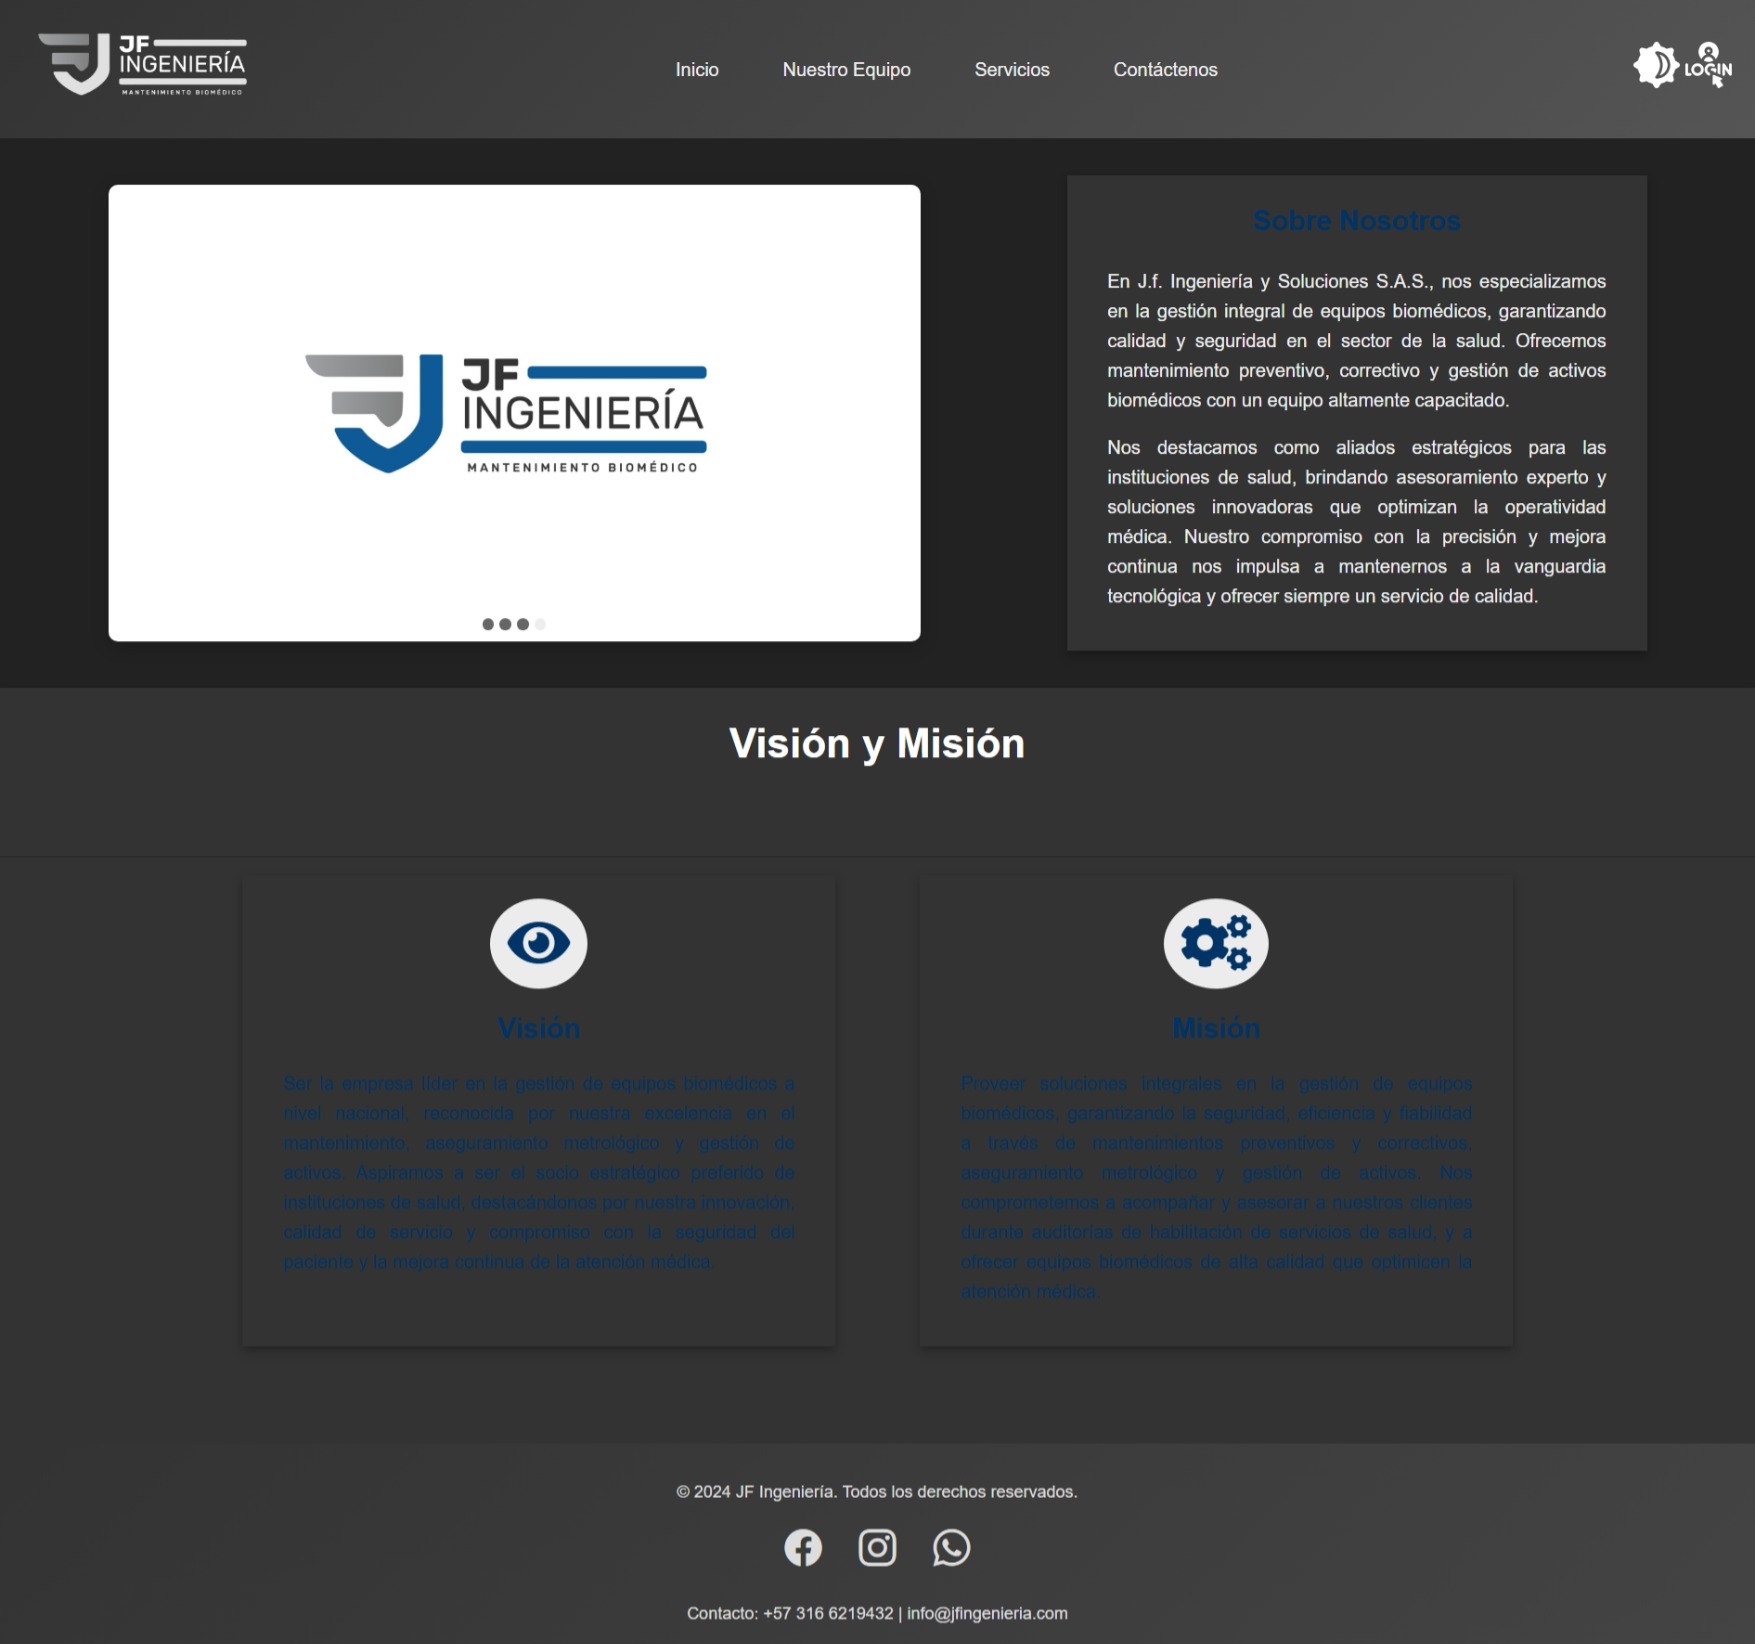 JF
INGENIERÍA
MANTENIMIENTO BIOMÉDICO
Inicio
Nuestro Equipo
Servicios
Contáctenos
LOGIN
JF
INGENIERÍA
MANTENIMIENTO BIOMÉDICO
Sobre Nosotros
En J.f. Ingeniería y Soluciones S.A.S., nos especializamos
en la gestión integral de equipos biomédicos, garantizando
calidad y seguridad en el sector de la salud. Ofrecemos
mantenimiento preventivo, correctivo y gestión de activos
biomédicos con un equipo altamente capacitado.
Nos destacamos como aliados estratégicos para las
instituciones de salud, brindando asesoramiento experto y
soluciones innovadoras que optimizan la operatividad
médica. Nuestro compromiso con la precisión y mejora
continua nos impulsa a mantenernos a la vanguardia
tecnológica y ofrecer siempre un servicio de calidad.
Visión y Misión
Visión
Ser la empresa líder en la gestión de equipos biomédicos a
nivel nacional, reconocida por nuestra excelencia en el
mantenimiento, aseguramiento metrológico y gestión de
activos. Aspiramos a ser el socio estratégico preferido de
instituciones de salud, destacándonos por nuestra innovación,
calidad de servicio y compromiso con la seguridad del
paciente y la mejora continua de la atención médica.
Misión
Proveer soluciones integrales en la gestión de equipos
biomédicos, garantizando la seguridad, eficiencia y fiabilidad
a través de mantenimientos preventivos y correctivos,
aseguramiento metrológico y gestión de activos. Nos
comprometemos a acompañar y asesorar a nuestros clientes
durante auditorías de habilitación de servicios de salud, y a
ofrecer equipos biomédicos de alta calidad que optimicen la
atención médica.
© 2024 JF Ingeniería. Todos los derechos reservados.
Contacto: +57 316 6219432 | info@jfingenieria.com